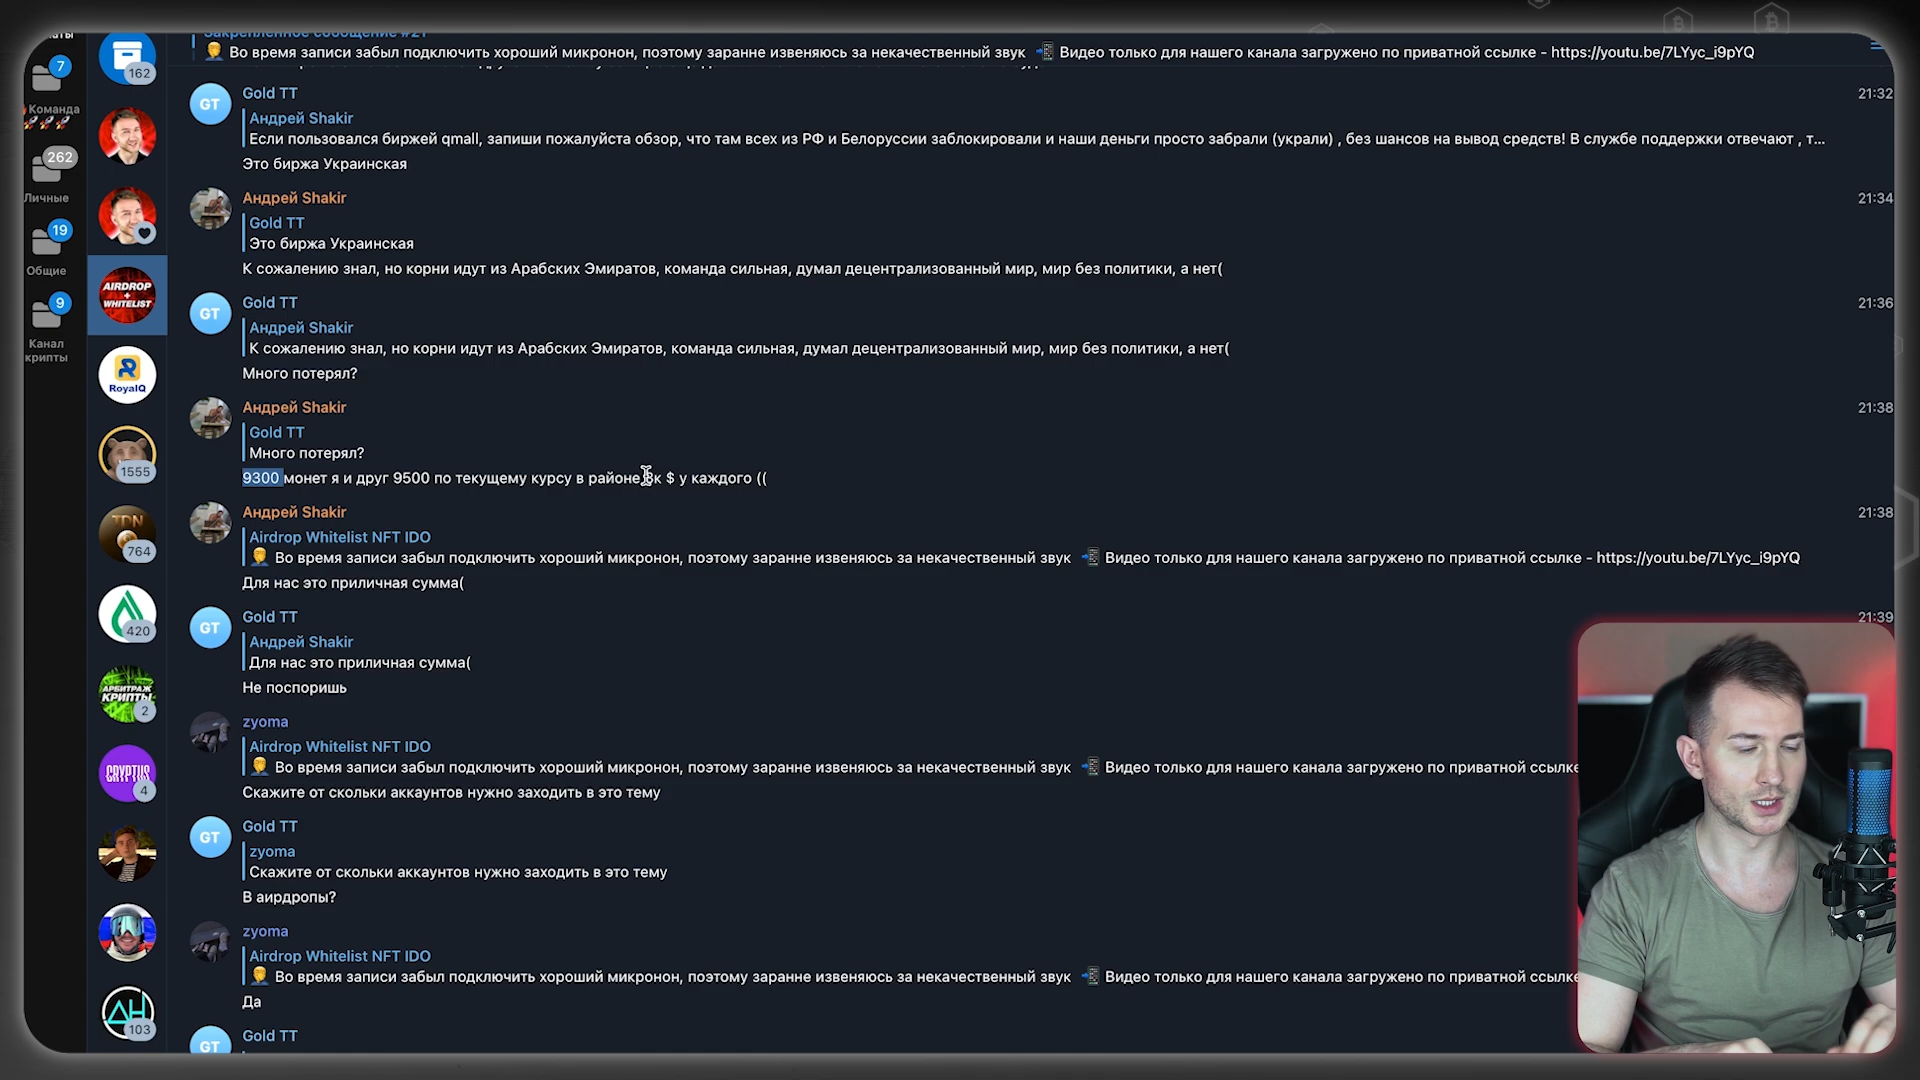 Закрепленное сообщение #21
Во время записи забыл подключить хороший микронон, поэтому заранне извеняюсь за некачественный звук Видео только для нашего канала загружено по приватной ссылке - https://youtu.be/7LYyc_i9pYQ
7
Команда
262
Личные
19
Общие
9
Канал
крипты
162
AIRDROP
+
WHITELIST
RoyalQ
1555
TDN
764
420
АРБИТРАЖ
КРИПТЫ
2
CRYPTUS
4
103
GT
Gold TT
21:32
Андрей Shakir
Если пользовался биржей qmall, запиши пожалуйста обзор, что там всех из РФ и Белоруссии заблокировали и наши деньги просто забрали (украли) , без шансов на вывод средств! В службе поддержки отвечают , т...
Это биржа Украинская
Андрей Shakir
21:34
Gold TT
Это биржа Украинская
К сожалению знал, но корни идут из Арабских Эмиратов, команда сильная, думал децентрализованный мир, мир без политики, а нет(
GT
Gold TT
21:36
Андрей Shakir
К сожалению знал, но корни идут из Арабских Эмиратов, команда сильная, думал децентрализованный мир, мир без политики, а нет(
Много потерял?
Андрей Shakir
21:38
Gold TT
Много потерял?
9300 монет я и друг 9500 по текущему курсу в районе к $ у каждого ((
Андрей Shakir
21:38
Airdrop Whitelist NFT IDO
Во время записи забыл подключить хороший микронон, поэтому заранне извеняюсь за некачественный звук Видео только для нашего канала загружено по приватной ссылке - https://youtu.be/7LYyc_i9pYQ
Для нас это приличная сумма(
GT
Gold TT
21:39
Андрей Shakir
Для нас это приличная сумма(
Не поспоришь
zyoma
Airdrop Whitelist NFT IDO
Во время записи забыл подключить хороший микронон, поэтому заранне извеняюсь за некачественный звук Видео только для нашего канала загружено по приватной ссылке
Скажите от скольки аккаунтов нужно заходить в это тему
GT
Gold TT
zyoma
Скажите от скольки аккаунтов нужно заходить в это тему
В аирдропы?
zyoma
Airdrop Whitelist NFT IDO
Во время записи забыл подключить хороший микронон, поэтому заранне извеняюсь за некачественный звук Видео только для нашего канала загружено по приватной ссылке
Да
GT
Gold TT